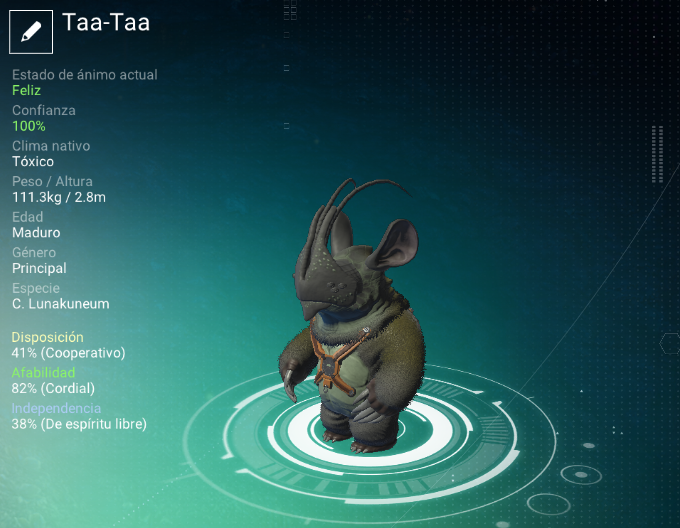 Taa-Taa
Estado de ánimo actual
Feliz
Confianza
100%
Clima nativo
Tóxico
Peso / Altura
111.3kg / 2.8m
Edad
Maduro
Género
Principal
Especie
C. Lunakuneum
Disposición
41% (Cooperativo)
Afabilidad
82% (Cordial)
Independencia
38% (De espíritu libre)